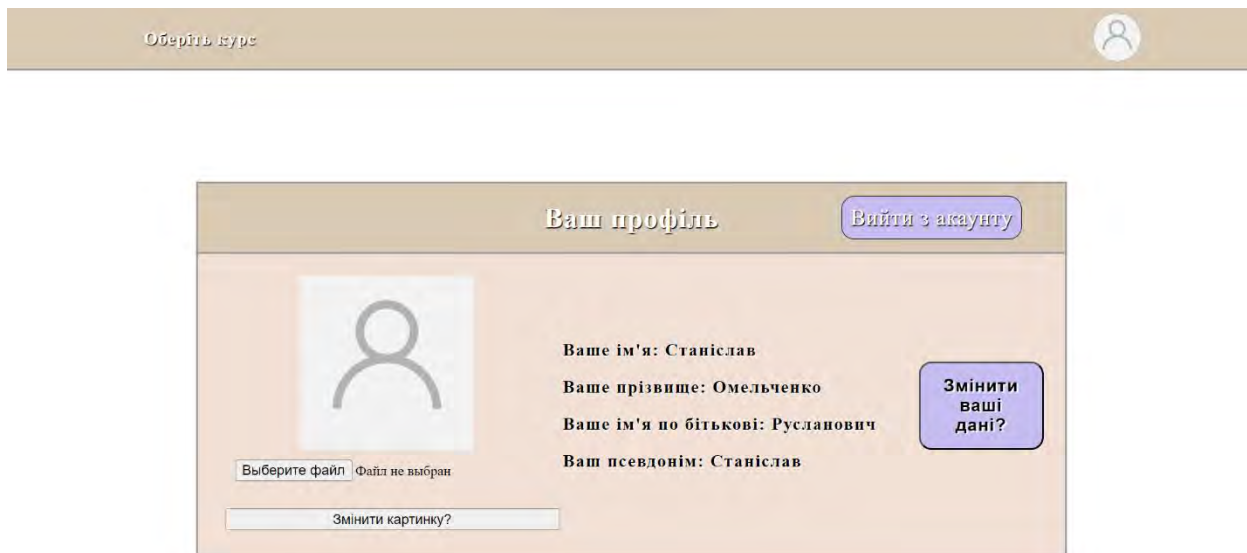 Оберіть курс
Ваш профіль
Вийти з акаунту
Ваше ім'я: Станіслав
Ваше прізвище: Омельченко
Ваше ім'я по бітькові: Русланович
Ваш псевдонім: Станіслав
Змінити
ваші
дані?
Выберите файл Файл не выбран
Змінити картинку?